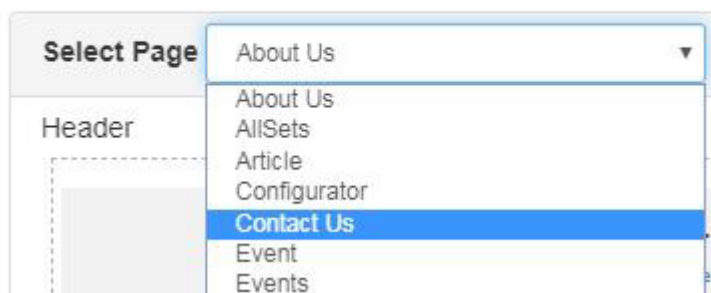 Select Page About Us
About Us
Header
AllSets
Article
Configurator
Contact Us
Event
Events